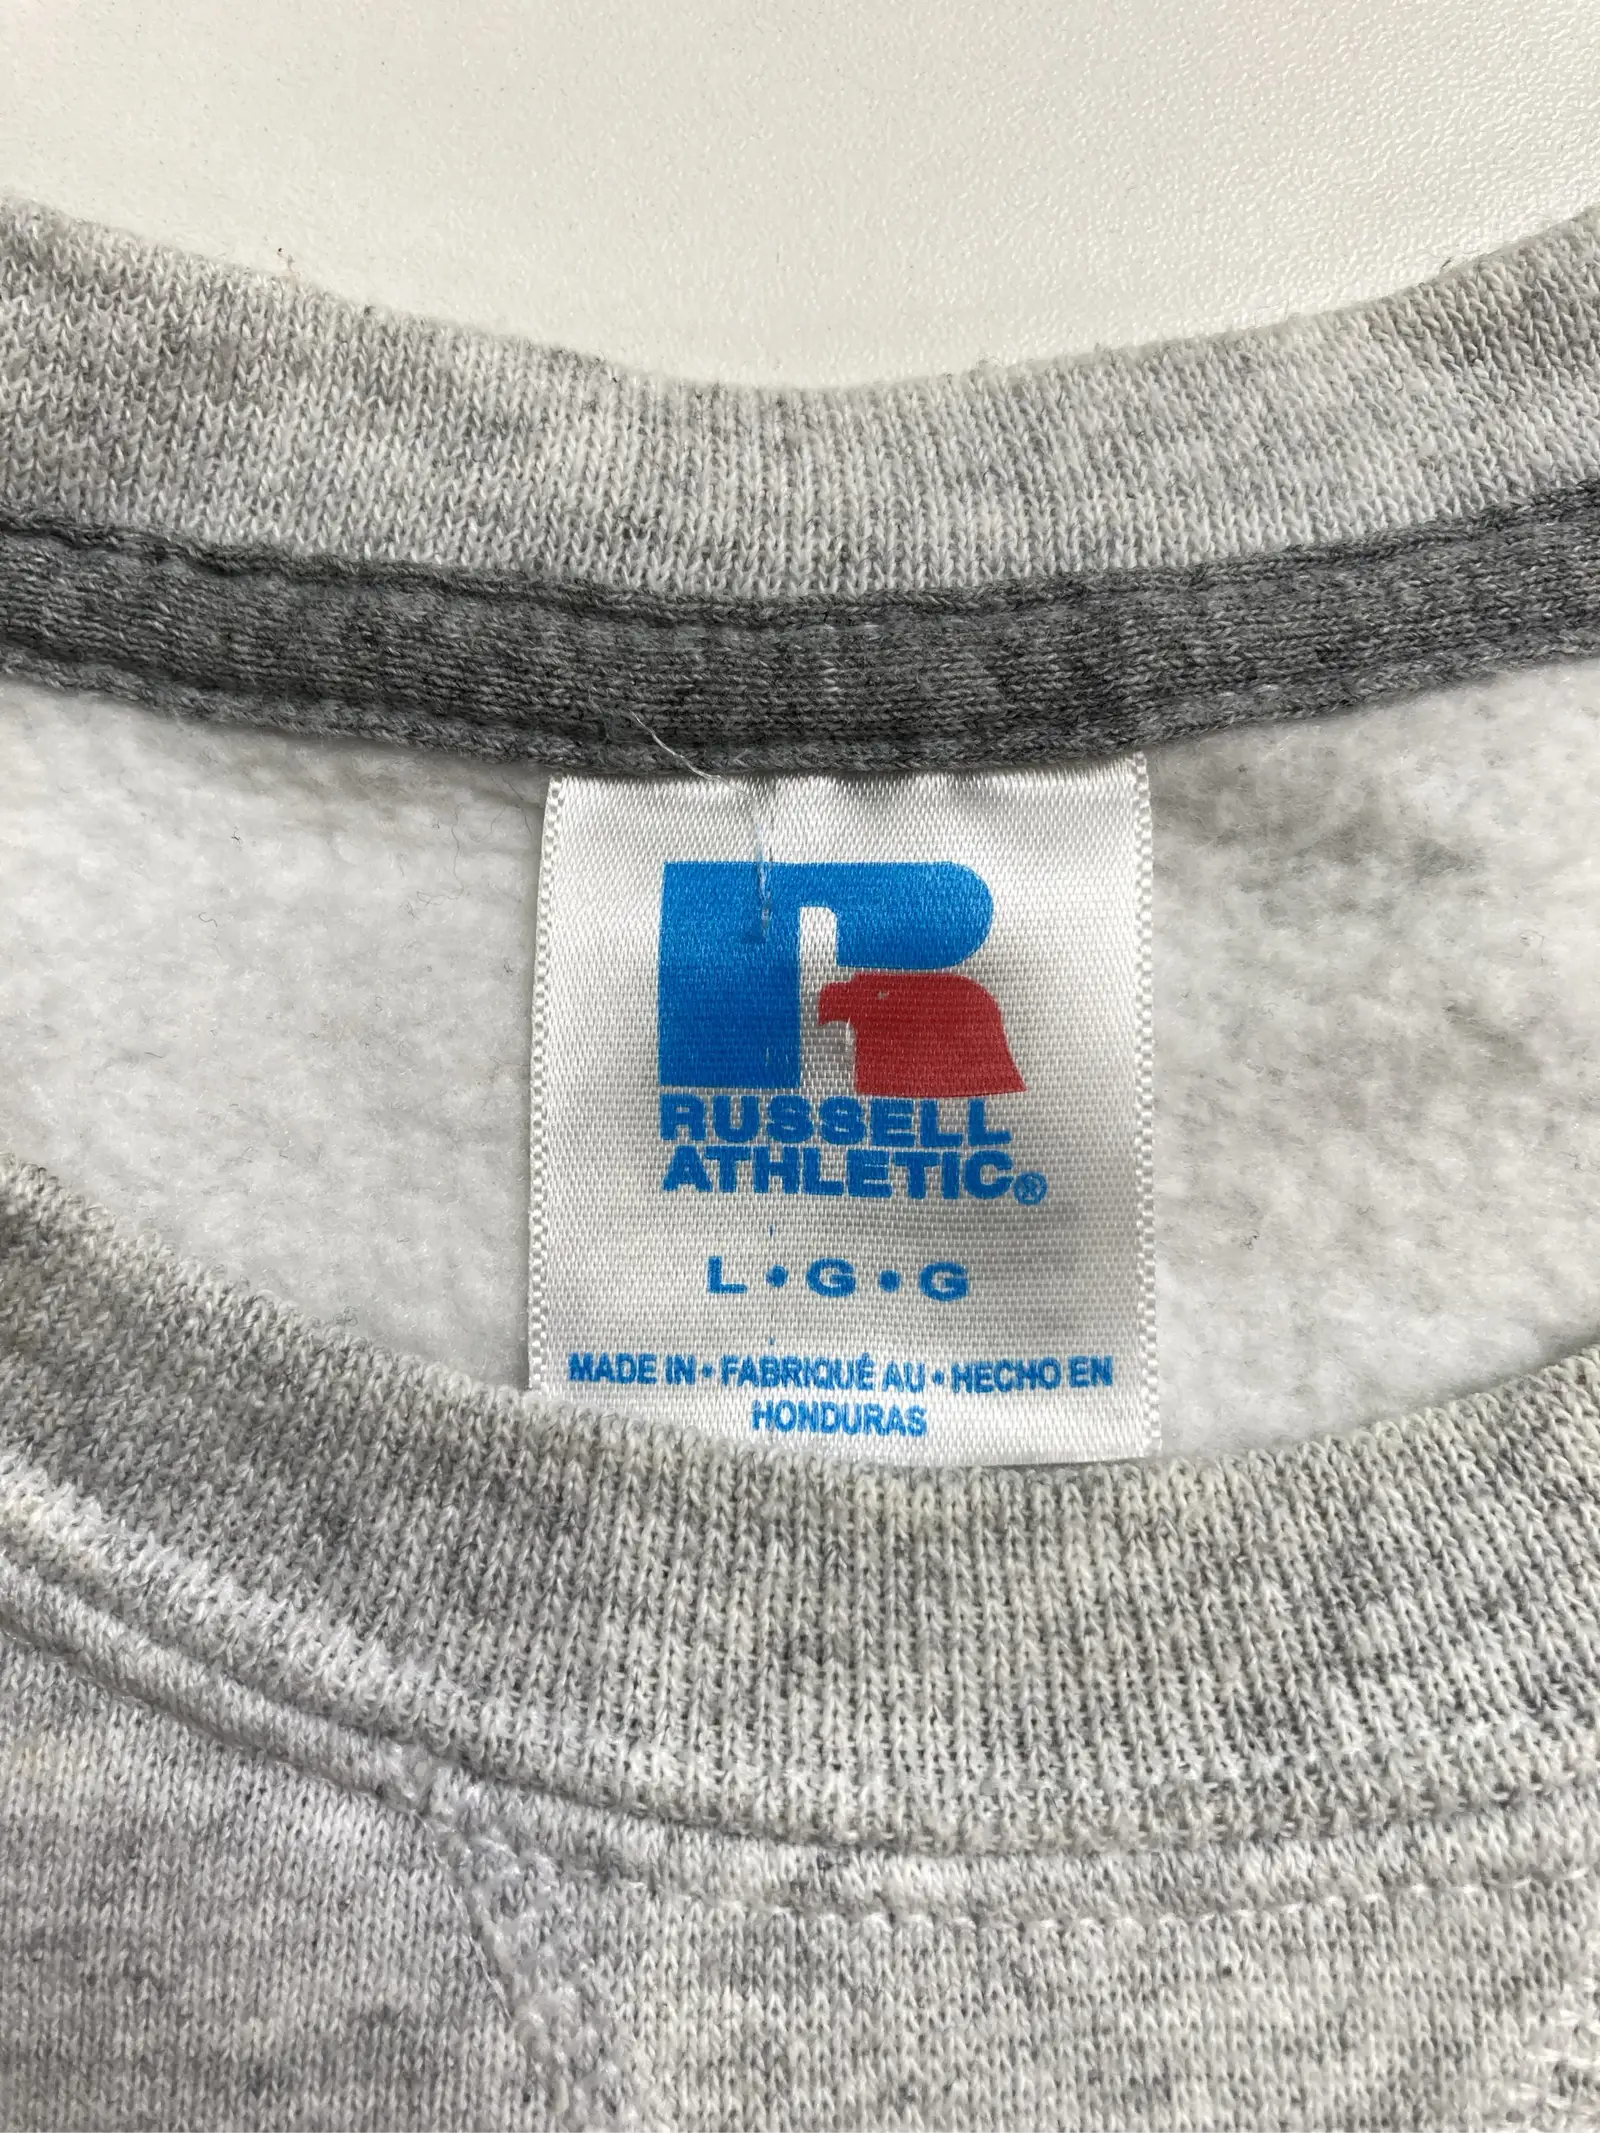 RUSSELL
ATHLETIC®
L•G•G
MADE IN•FABRIQUÉ AU•HECHO EN
HONDURAS